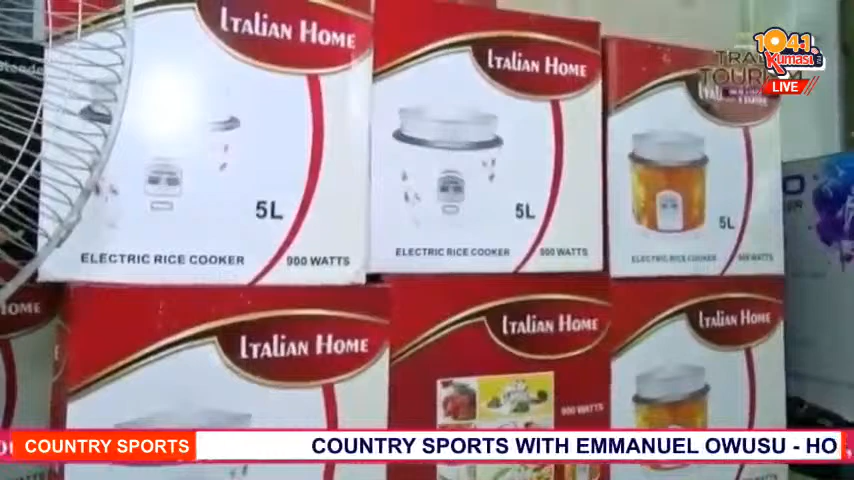 ITALIAN HOME
5L
ELECTRIC RICE COOKER
900 WATTS
ITALIAN HOME
5L
ELECTRIC RICE COOKER
900 WATTS
104.1
Kumasi
LIVE
TOURISM
5L
ELECTRIC RICE COOKER
900 WATTS
HOME
ITALIAN HOME
ITALIAN HOME
900 WATTS
ITALIAN HOME
COUNTRY SPORTS
COUNTRY SPORTS WITH EMMANUEL OWUSU - HO